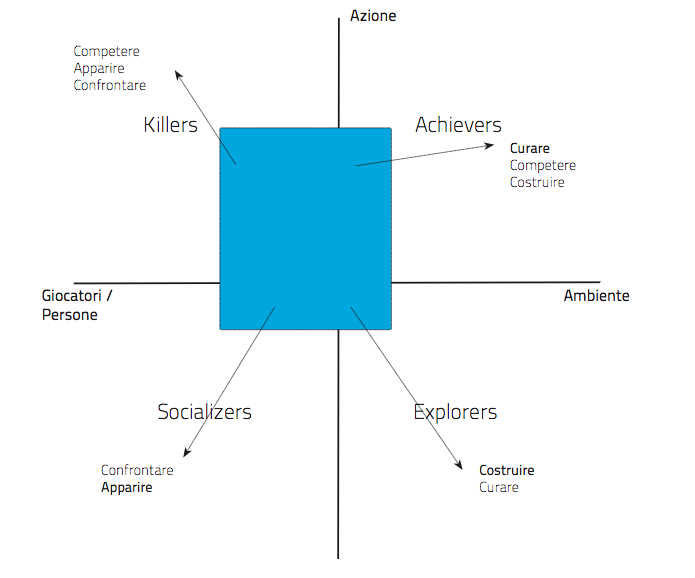 Azione
Competere
Apparire
Confrontare
Killers
Achievers
Curare
Competere
Costruire
Giocatori /
Persone
Ambiente
Socializers
Explorers
Confrontare
Apparire
Costruire
Curare